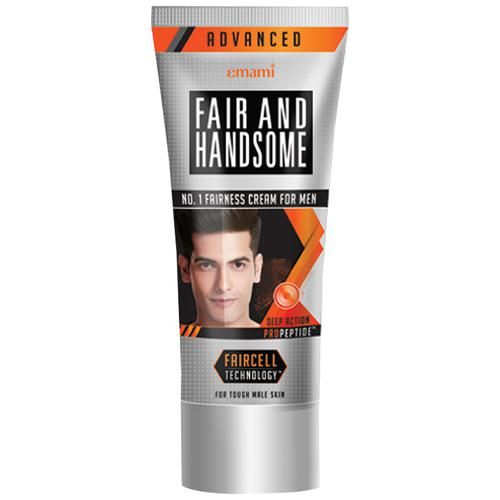 ADVANCED
emami
FAIR AND
HANDSOME
NO. 1 FAIRNESS CREAM FOR MEN
DEEP ACTION
PROPEPTIDE™
FAIRCELL
TECHNOLOGY™
FOR TOUGH MALE SKIN